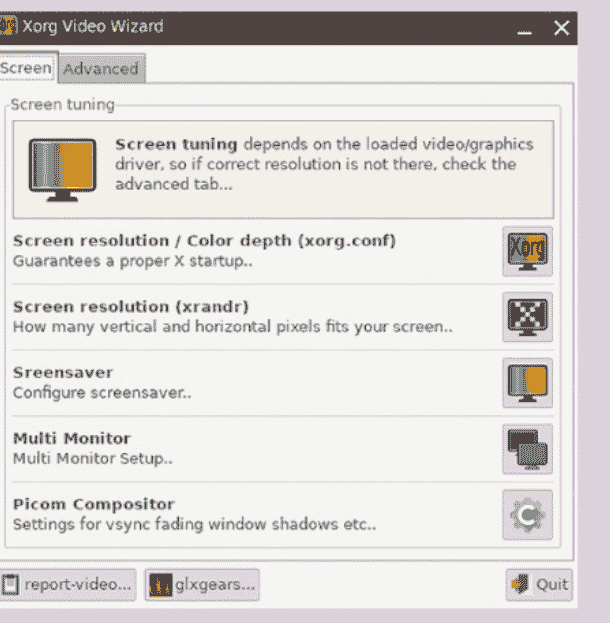 Xorg Video Wizard
Screen
Advanced
Screen tuning
Screen tuning depends on the loaded video/graphics
driver, so if correct resolution is not there, check the
advanced tab...
Screen resolution / Color depth (xorg.conf)
Guarantees a proper X startup..
Xorg
Screen resolution (xrandr)
How many vertical and horizontal pixels fits your screen..
Sreensaver
Configure screensaver..
Multi Monitor
Multi Monitor Setup..
Picom Compositor
Settings for vsync fading window shadows etc..
report-video...
glxgears...
Quit